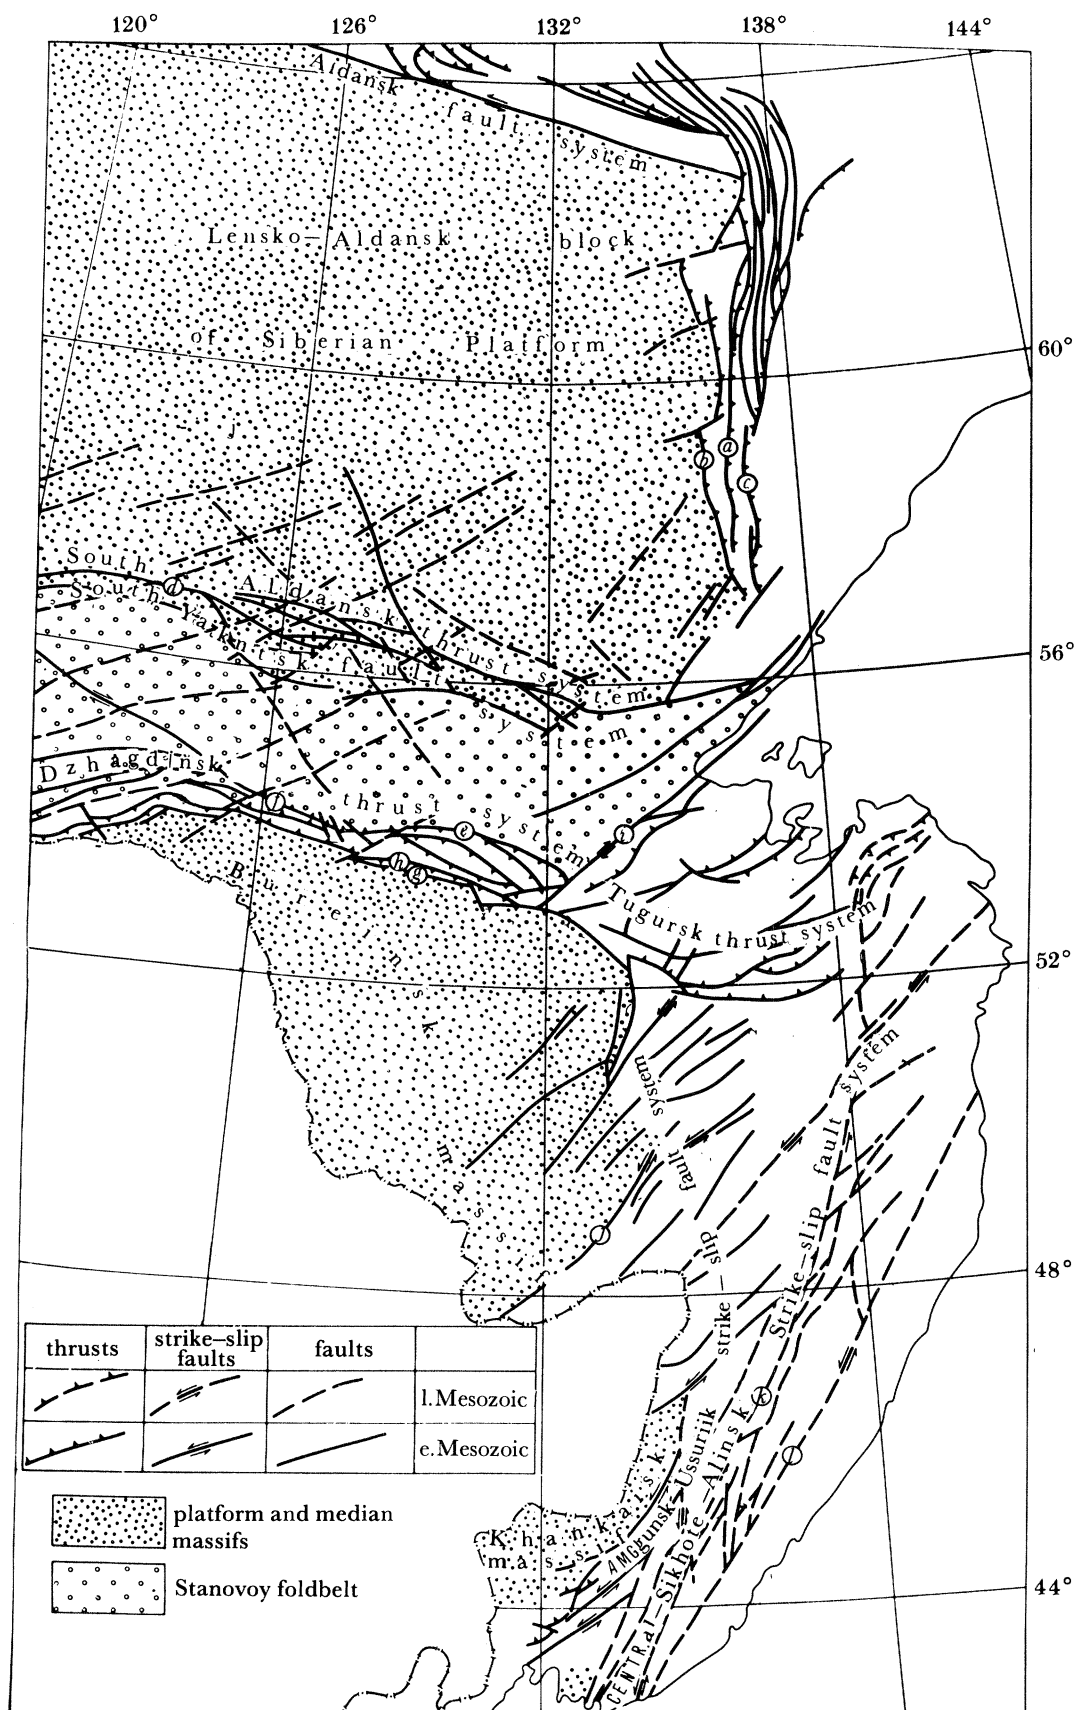 120° 126° 132° 138° 144°
Aldansk fault system
Lensko–Aldansk block
of Siberian Platform
60°
a
b
c
South Aldansk thrust system
d
South Yakutsk fault system
56°
Dzhagdinsk thrust system
f
e
i
h g
Bureinsk massif
Tugursk thrust system
52°
j
48°
thrusts
strike–slip faults
faults
l.Mesozoic
e.Mesozoic
platform and median
massifs
Stanovoy foldbelt
Khankaisk
massif
AMGgunsk–Ussuriik strike–slip fault system
CENTRal–Sikhote–Alinsk Strike–slip fault system
k
l
44°